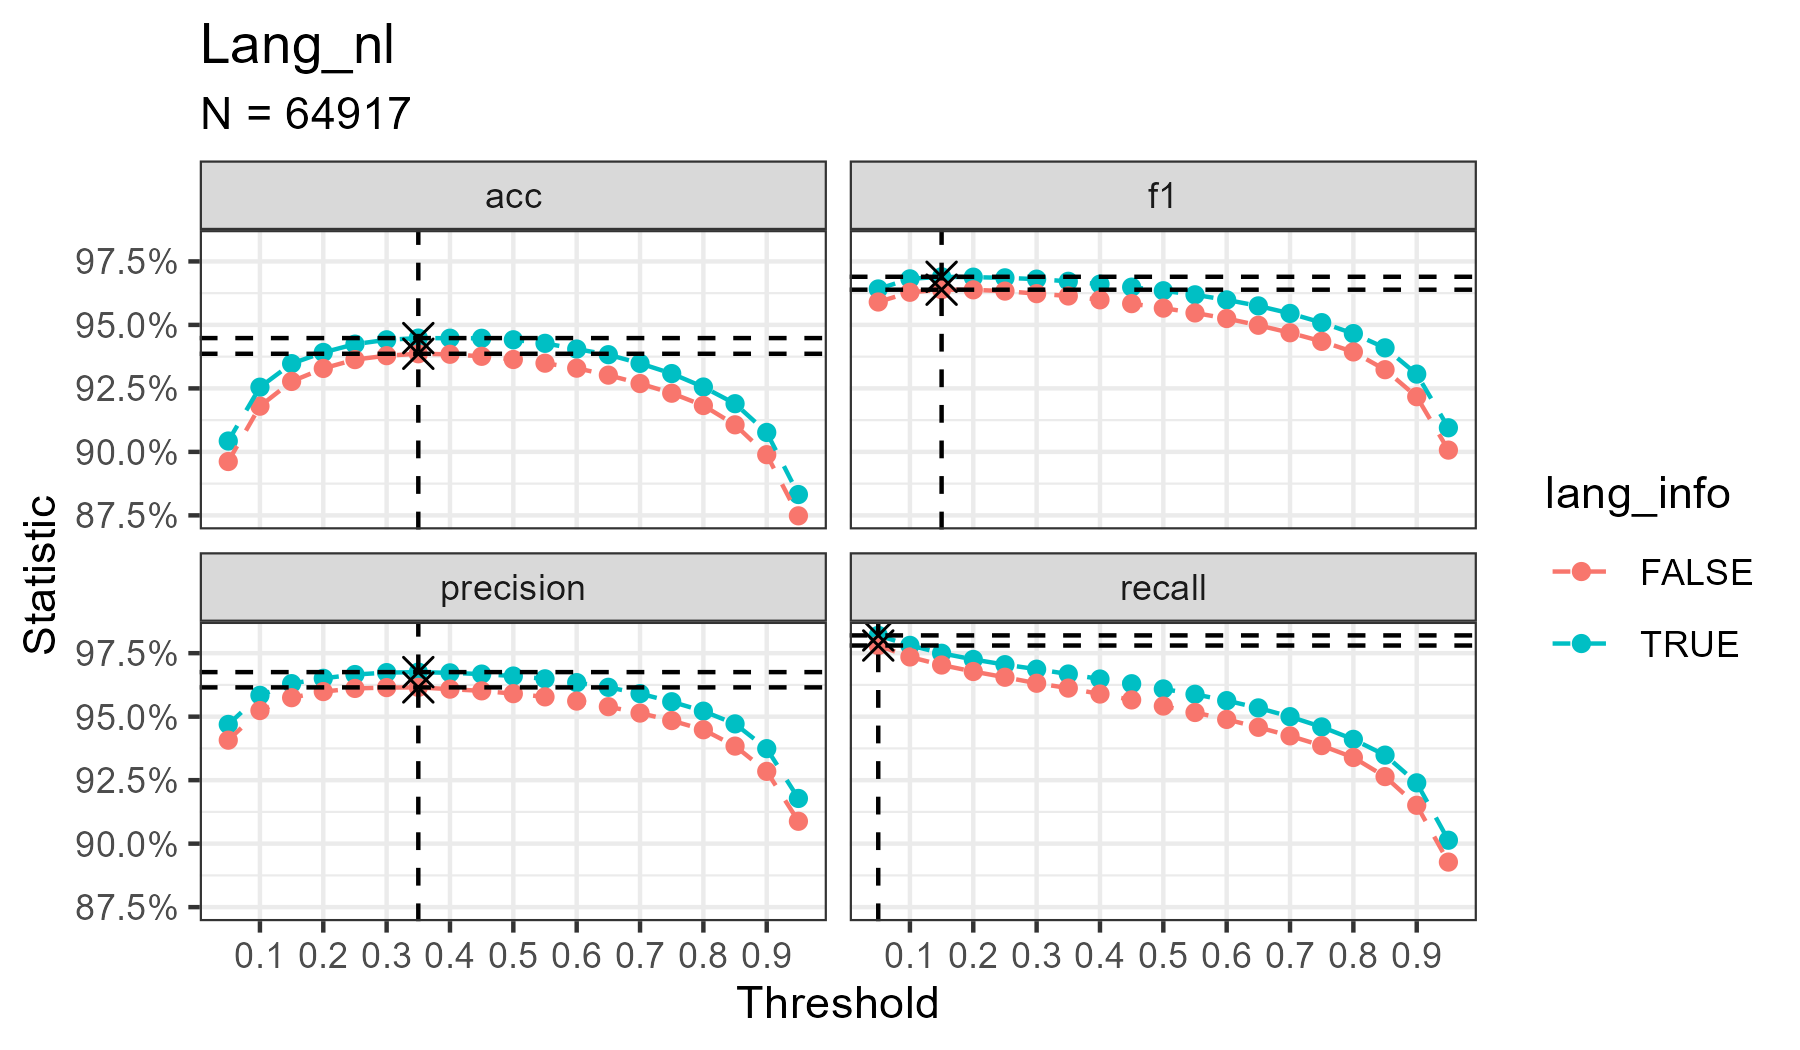 Lang_nl
N = 64917
acc
f1
97.5%
95.0%
92.5%
90.0%
87.5%
precision
recall
97.5%
95.0%
92.5%
90.0%
87.5%
0.1 0.2 0.3 0.4 0.5 0.6 0.7 0.8 0.9
0.1 0.2 0.3 0.4 0.5 0.6 0.7 0.8 0.9
Threshold
Statistic
lang_info
FALSE
TRUE